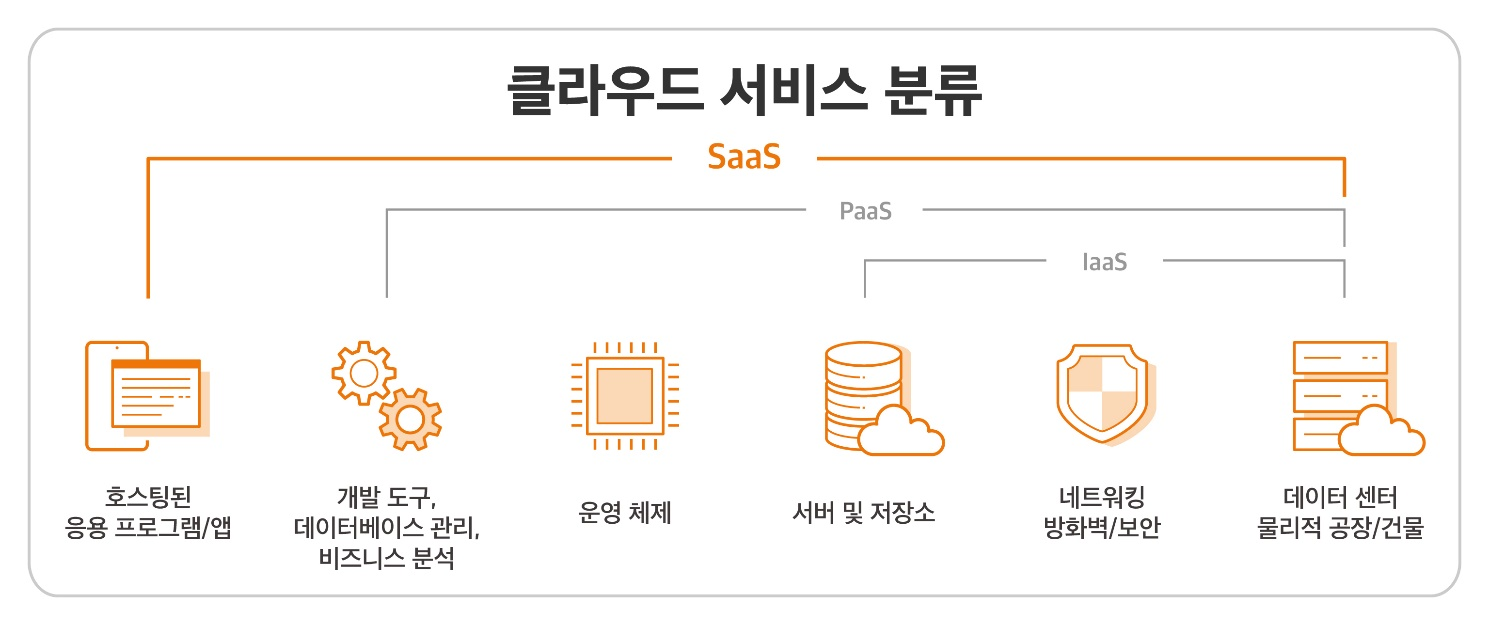 클라우드 서비스 분류
SaaS
PaaS
IaaS
호스팅된
응용 프로그램/앱
개발 도구,
데이터베이스 관리,
비즈니스 분석
운영 체제
서버 및 저장소
네트워킹
방화벽/보안
데이터 센터
물리적 공장/건물